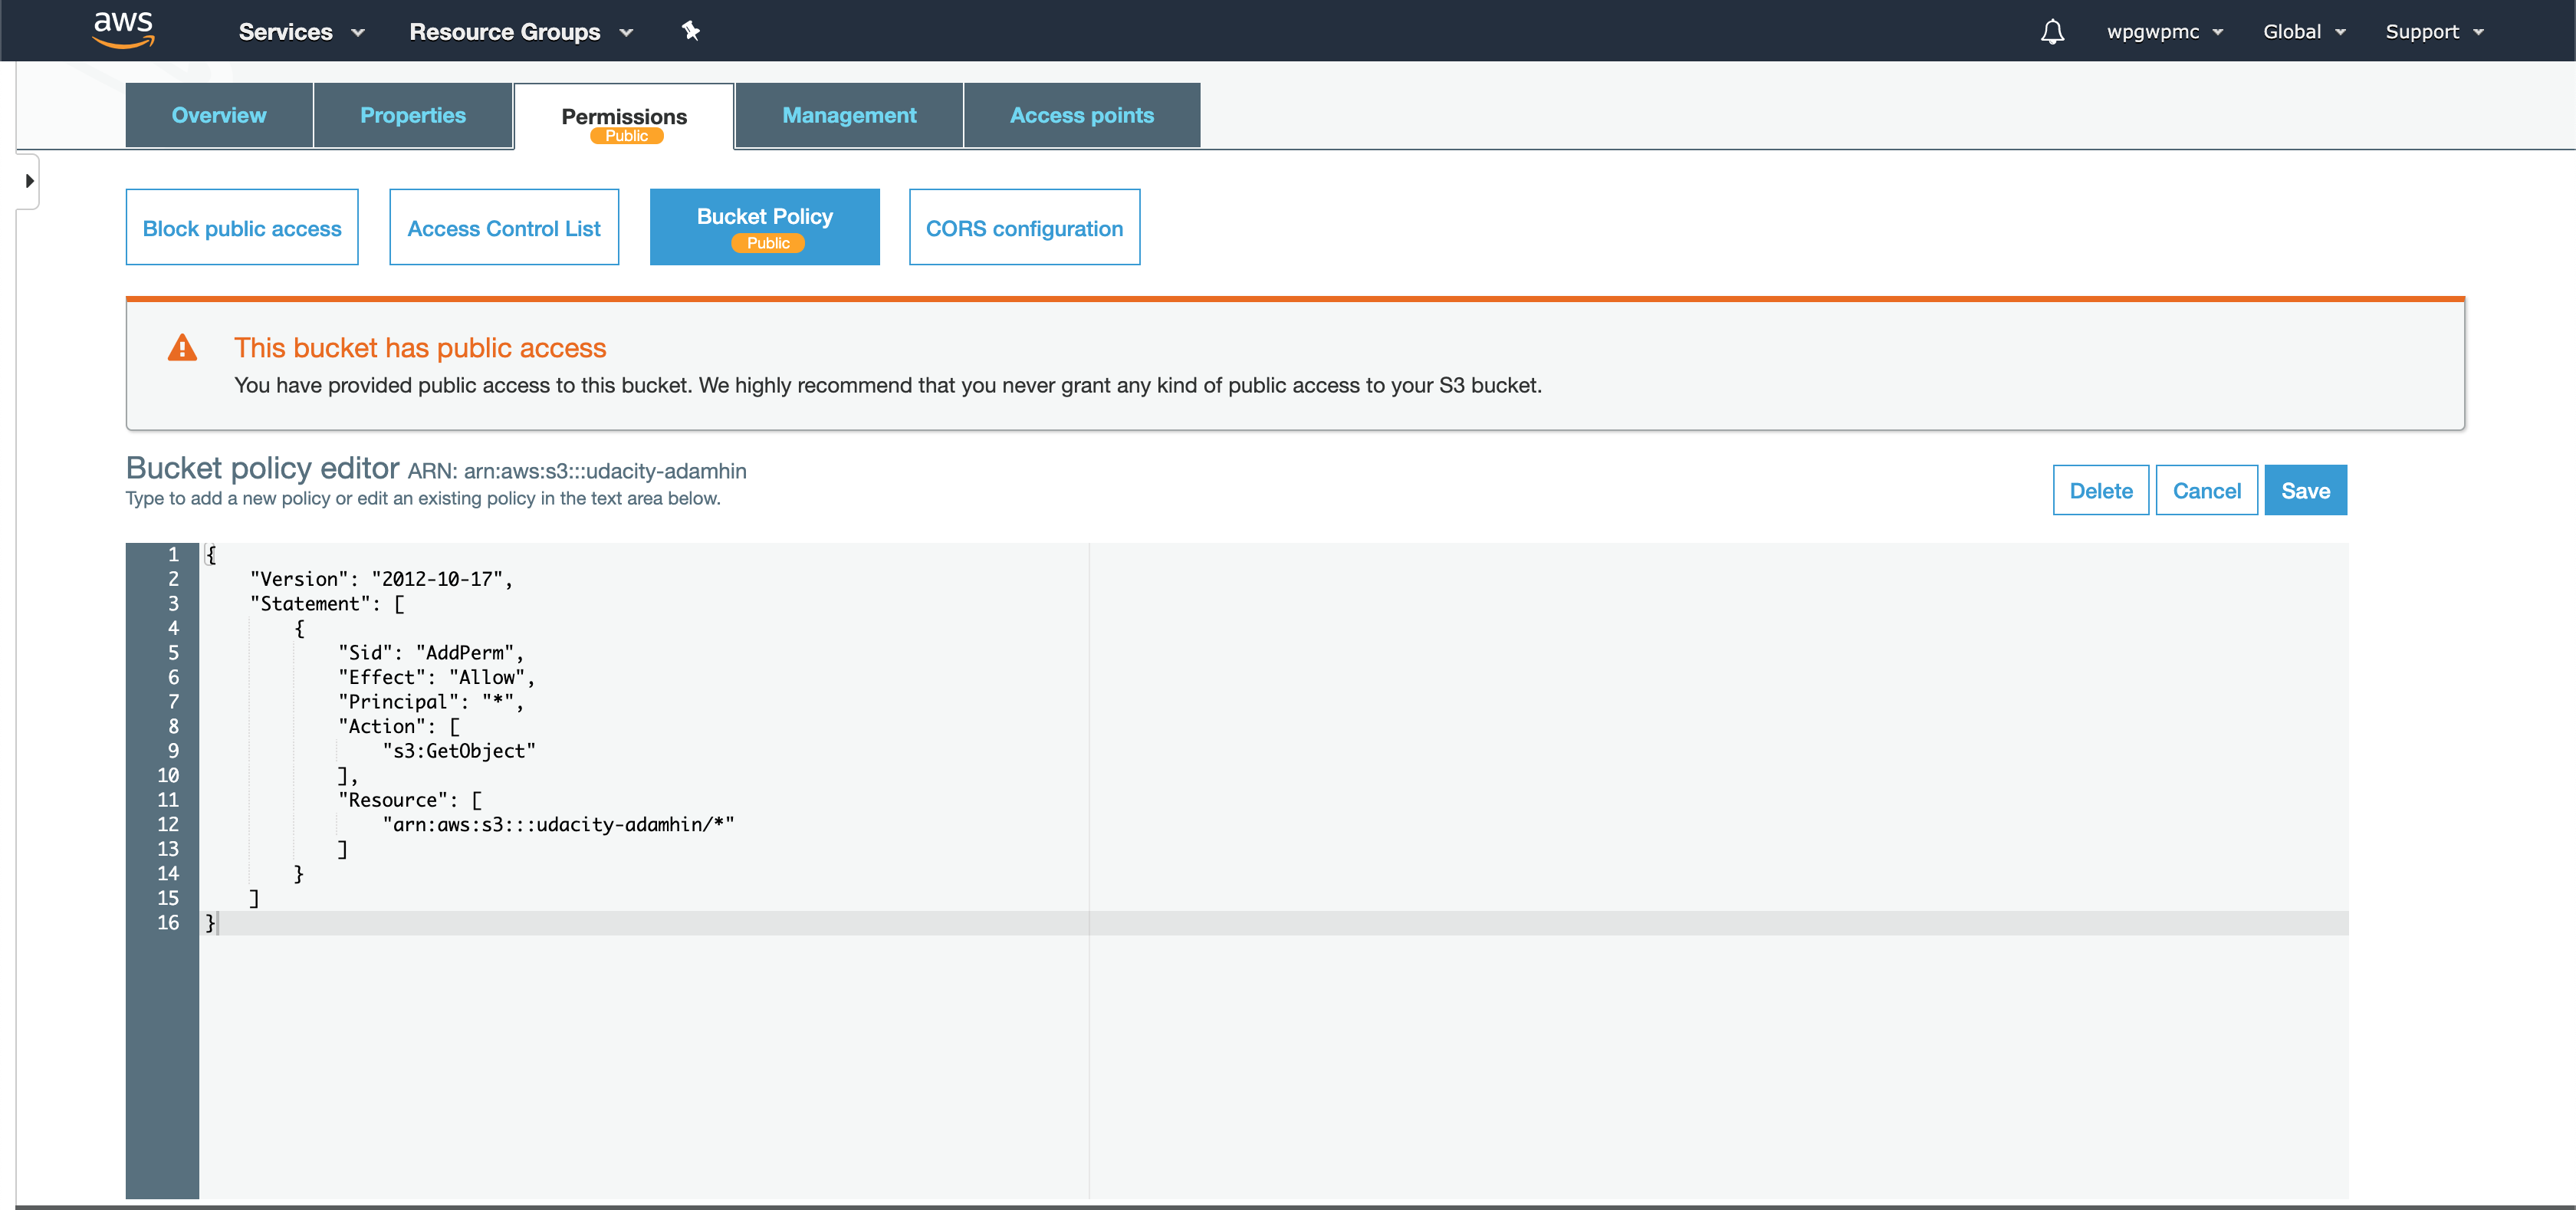 aws Services Resource Groups wpgwpmc Global Support
Overview Properties Permissions Management Access points
Public
Block public access Access Control List Bucket Policy CORS configuration
Public
This bucket has public access
You have provided public access to this bucket. We highly recommend that you never grant any kind of public access to your S3 bucket.
Bucket policy editor ARN: arn:aws:s3:::udacity-adamhin
Type to add a new policy or edit an existing policy in the text area below.
Delete Cancel Save
1 {
2     "Version": "2012-10-17",
3     "Statement": [
4         {
5             "Sid": "AddPerm",
6             "Effect": "Allow",
7             "Principal": "*",
8             "Action": [
9                 "s3:GetObject"
10             ],
11             "Resource": [
12                 "arn:aws:s3:::udacity-adamhin/*"
13             ]
14         }
15     ]
16 }